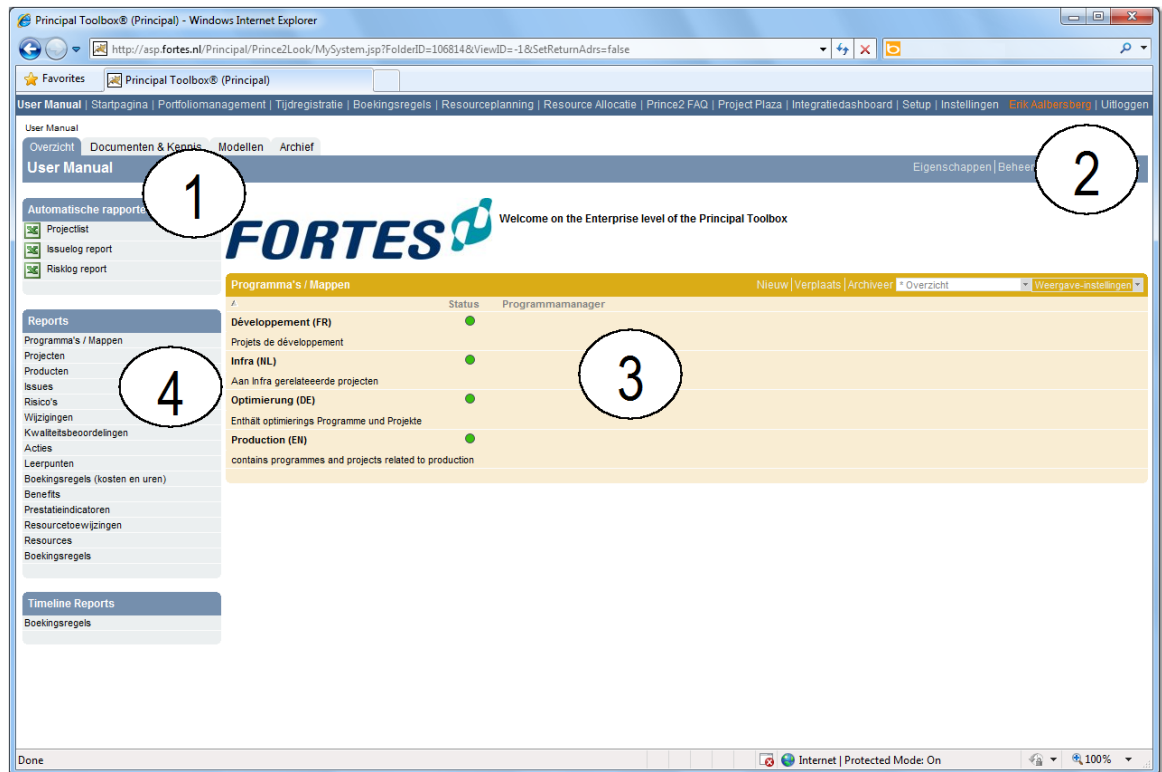 Principal Toolbox® (Principal) - Windows Internet Explorer
http://asp.fortes.nl/Principal/Prince2Look/MySystem.jsp?FolderID=106814&ViewID=-1&SetReturnAdrs=false
Favorites Principal Toolbox® (Principal)
User Manual | Startpagina | Portfoliomanagement | Tijdregistratie | Boekingsregels | Resourceplanning | Resource Allocatie | Prince2 FAQ | Project Plaza | Integratiedashboard | Setup | Instellingen Erik Aalbersberg | Uitloggen
User Manual
Overzicht Documenten & Kennis Modellen Archief
User Manual Eigenschappen | Beheer
1
2
Automatische rapporte
Projectlist
Issuelog report
Risklog report
FORTES
Welcome on the Enterprise level of the Principal Toolbox
Programma's / Mappen Nieuw | Verplaats | Archiveer * Overzicht Weergave-instellingen
Status Programmamanager
Développement (FR)
Projets de développement
Infra (NL)
Aan Infra gerelateeerde projecten
Optimierung (DE)
Enthält optimierings Programme und Projekte
Production (EN)
contains programmes and projects related to production
3
Reports
Programma's / Mappen
Projecten
Producten
Issues
Risico's
Wijzigingen
Kwaliteitsbeoordelingen
Acties
Leerpunten
Boekingsregels (kosten en uren)
Benefits
Prestatieindicatoren
Resourcetoewijzingen
Resources
Boekingsregels
4
Timeline Reports
Boekingsregels
Done Internet | Protected Mode: On 100%